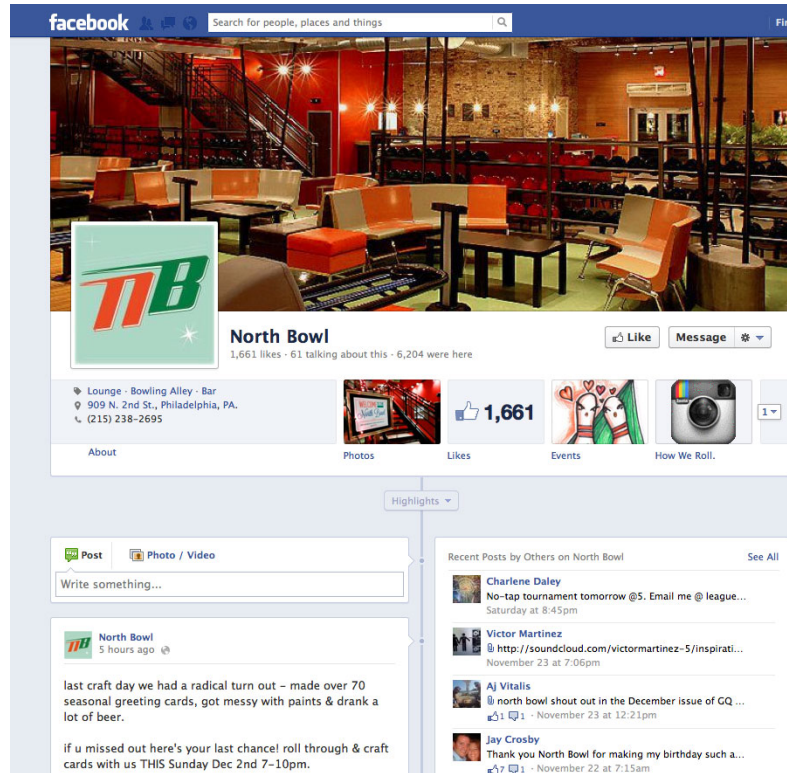 facebook
Search for people, places and things
Fi
nB
North Bowl
1,661 likes · 61 talking about this · 6,204 were here
Like
Message
Lounge · Bowling Alley · Bar
909 N. 2nd St., Philadelphia, PA.
(215) 238-2695
About
WELCOME
North Bowl
Photos
1,661
Likes
Events
How We Roll.
1
Highlights
Post
Photo / Video
Write something...
North Bowl
5 hours ago
last craft day we had a radical turn out – made over 70
seasonal greeting cards, got messy with paints & drank a
lot of beer.
if u missed out here's your last chance! roll through & craft
cards with us THIS Sunday Dec 2nd 7-10pm.
Recent Posts by Others on North Bowl
See All
Charlene Daley
No-tap tournament tomorrow @5. Email me @ league...
Saturday at 8:45pm
Victor Martinez
http://soundcloud.com/victormartinez-5/inspirati...
November 23 at 7:06pm
Aj Vitalis
north bowl shout out in the December issue of GQ ...
1 1 · November 23 at 12:21pm
Jay Crosby
Thank you North Bowl for making my birthday such a...
7 1 · November 22 at 7:15am